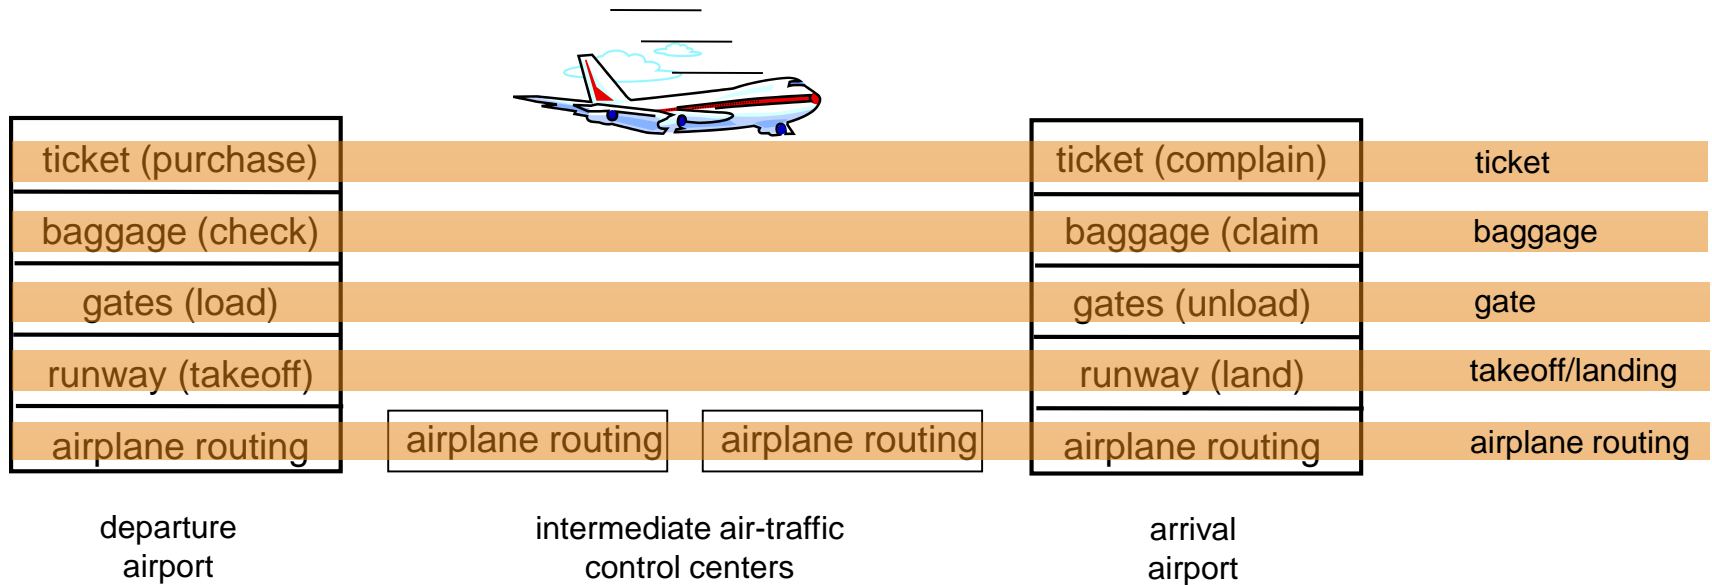 ticket (purchase)
ticket (complain)
ticket
baggage (check)
baggage (claim
baggage
gates (load)
gates (unload)
gate
runway (takeoff)
runway (land)
takeoff/landing
airplane routing
airplane routing
airplane routing
airplane routing
airplane routing
departure
airport
intermediate air-traffic
control centers
arrival
airport